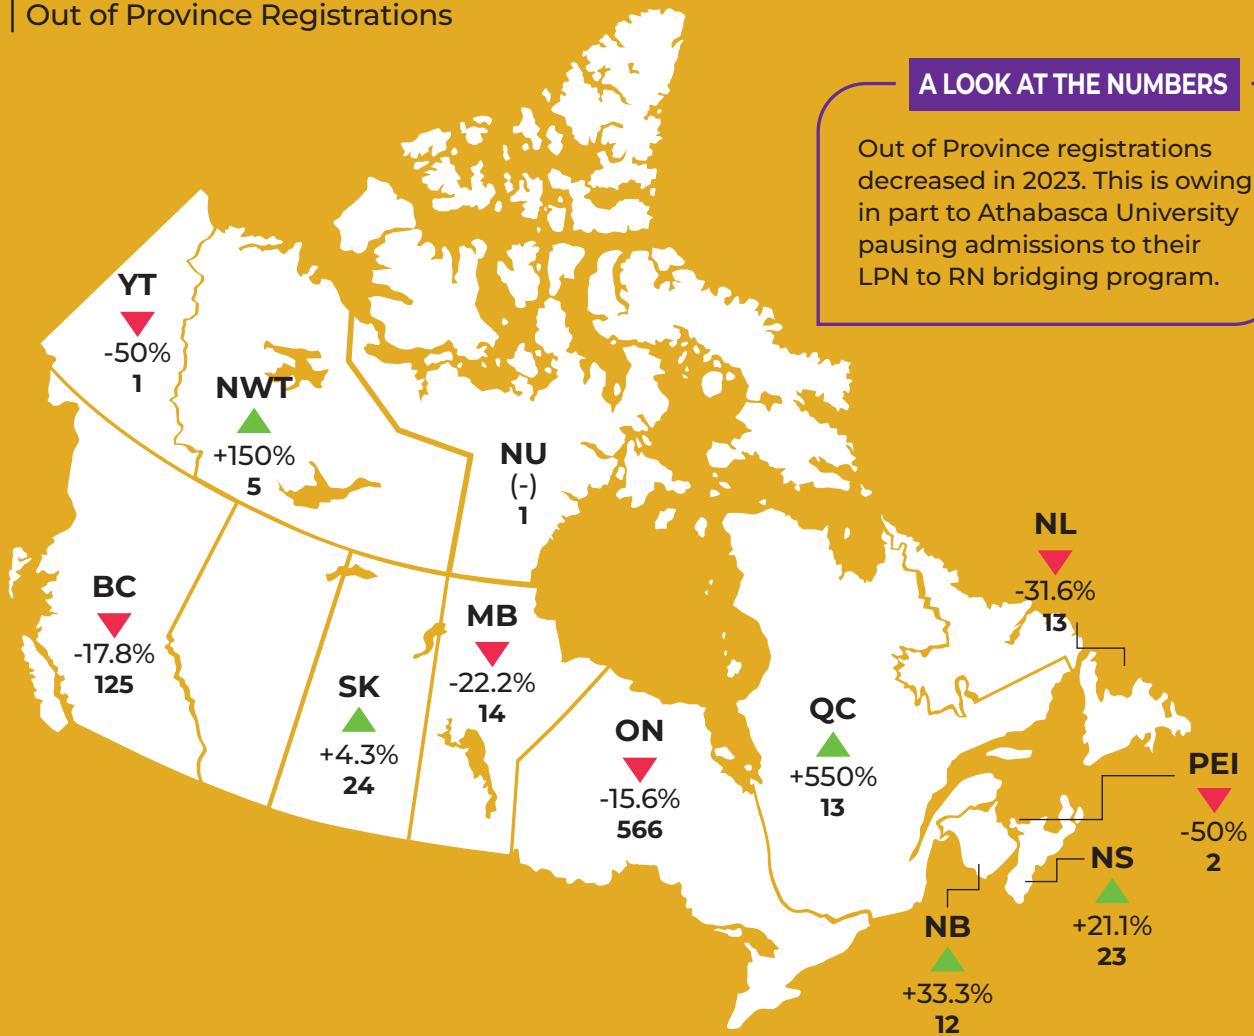 Out of Province Registrations
A LOOK AT THE NUMBERS
Out of Province registrations
decreased in 2023. This is owing
in part to Athabasca University
pausing admissions to their
LPN to RN bridging program.
YT
-50%
1
NWT
+150%
5
NU
(-)
1
BC
-17.8%
125
SK
+4.3%
24
MB
-22.2%
14
ON
-15.6%
566
QC
+550%
13
NL
-31.6%
13
PEI
-50%
2
NS
+21.1%
23
NB
+33.3%
12